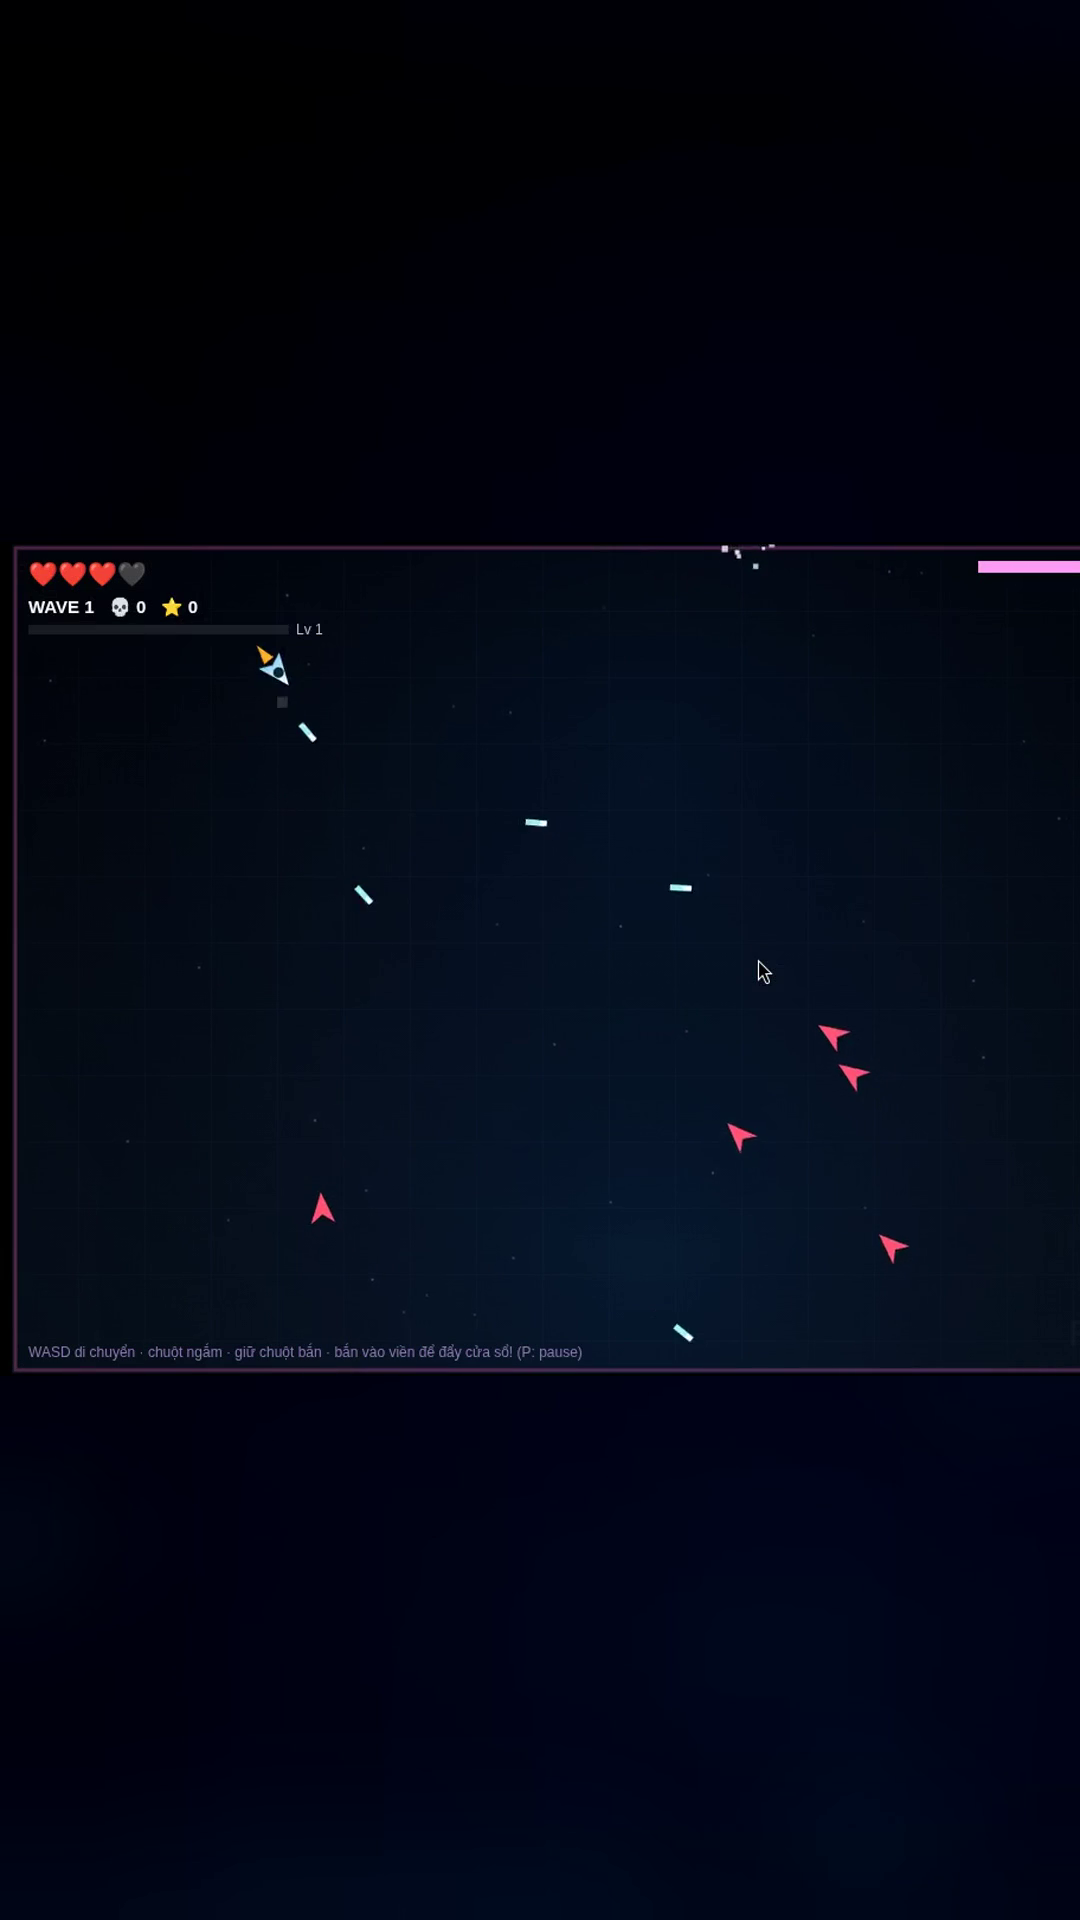 WAVE 1 💀 0 ⭐ 0
Lv 1
WASD di chuyển · chuột ngắm · giữ chuột bắn · bắn vào viền để đẩy cửa sổ! (P: pause)